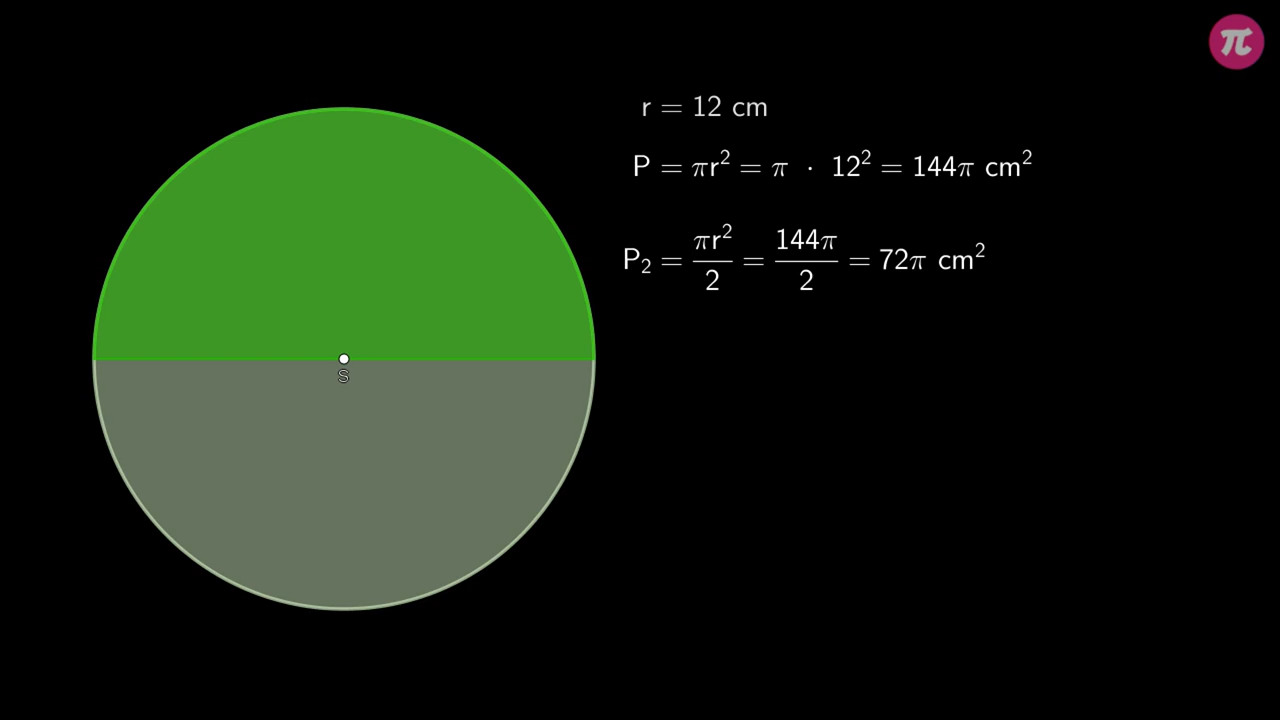 π
r = 12 cm
P = πr² = π · 12² = 144π cm²
P₂ = πr²/2 = 144π/2 = 72π cm²
S